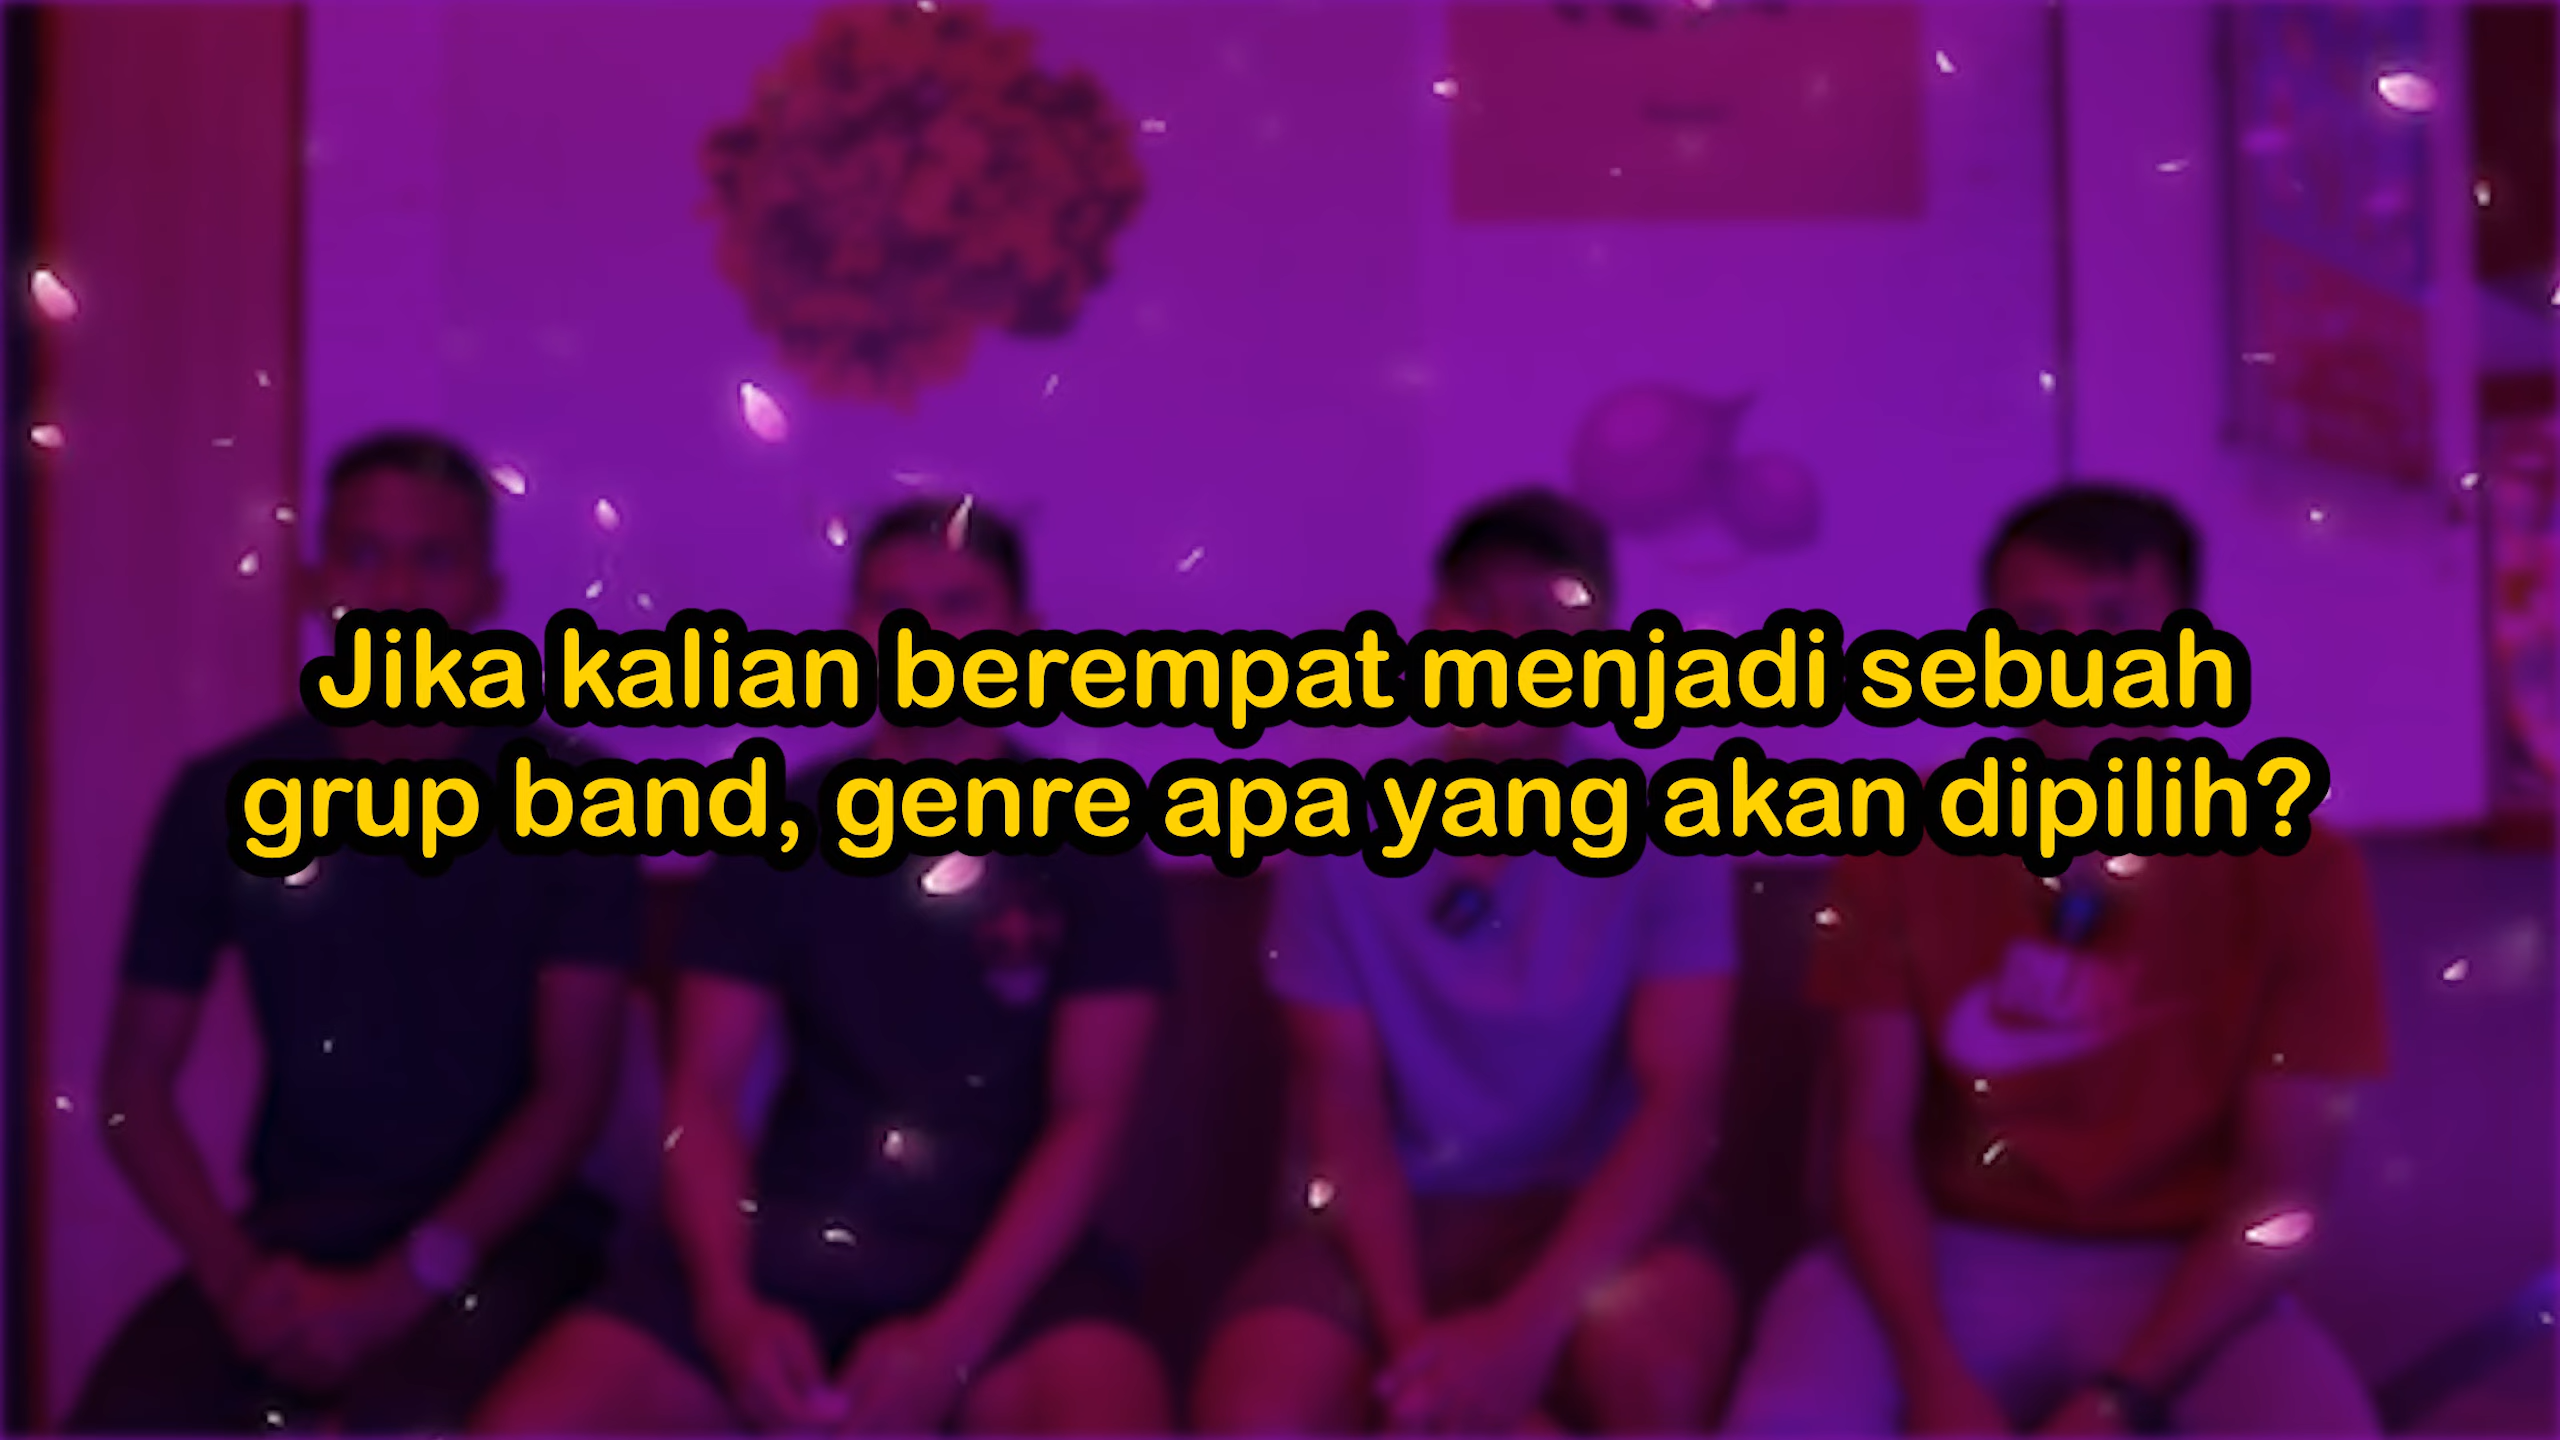 Jika kalian berempat menjadi sebuah
grup band, genre apa yang akan dipilih?